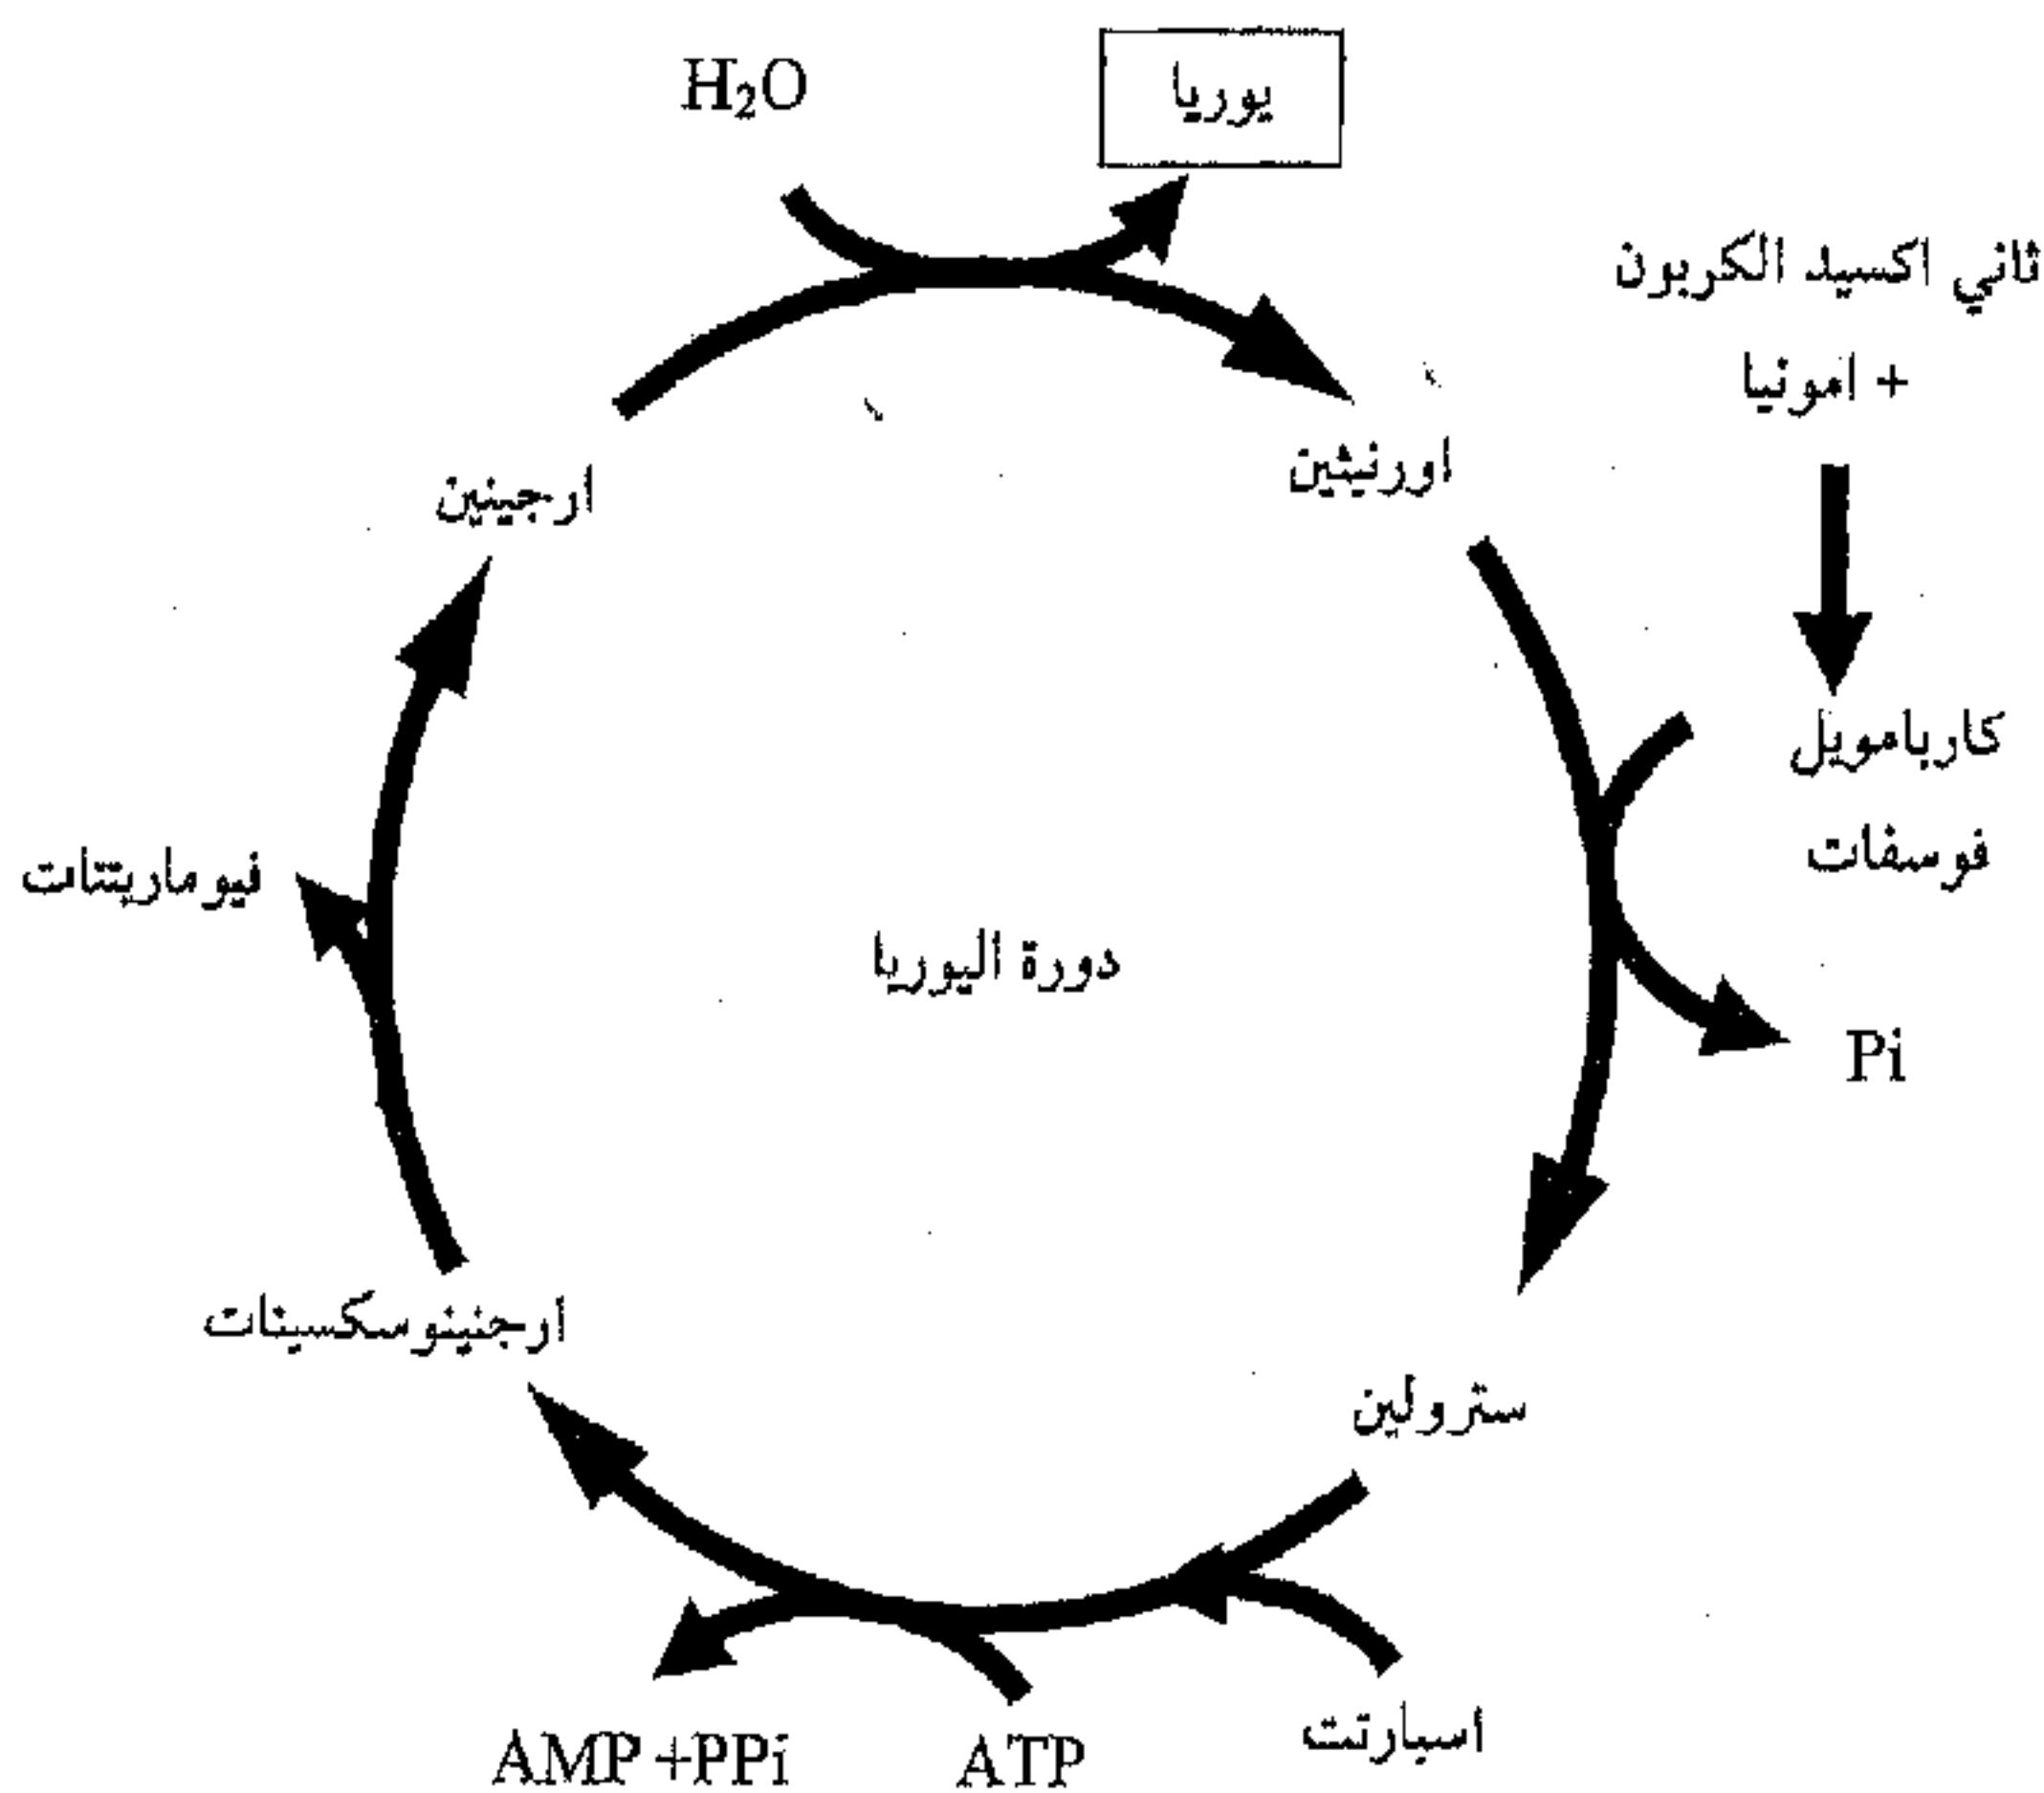 H₂O
يوريا
ثاني اكسيد الكربون
+ امونيا
اورنيثين
ارجينين
كاربامويل
فوسفات
فيوماريتات
دورة اليوريا
Pi
ارجنينوسكسينات
سترولين
اسبارتت
ATP
AMP +PPi